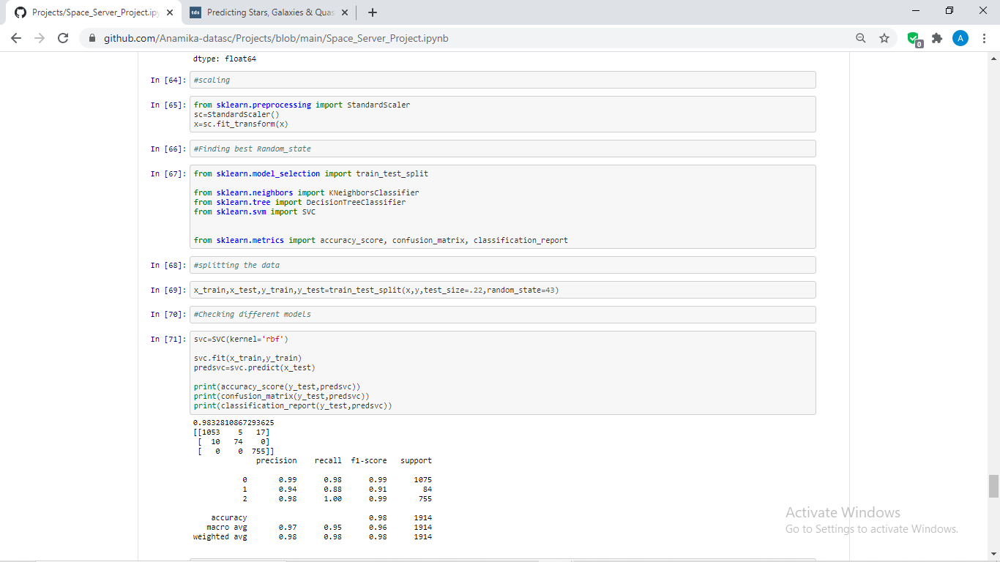 Projects/Space_Server_Project.ip
tds Predicting Stars, Galaxies & Quas
github.com/Anamika-datasc/Projects/blob/main/Space_Server_Project.ipynb
0
A
dtype: float64
In [64]: #scaling
In [65]: from sklearn.preprocessing import StandardScaler
sc=StandardScaler()
x=sc.fit_transform(x)
In [66]: #Finding best Random_state
In [67]: from sklearn.model_selection import train_test_split
from sklearn.neighbors import KNeighborsClassifier
from sklearn.tree import DecisionTreeClassifier
from sklearn.svm import SVC
from sklearn.metrics import accuracy_score, confusion_matrix, classification_report
In [68]: #splitting the data
In [69]: x_train,x_test,y_train,y_test=train_test_split(x,y,test_size=.22,random_state=43)
In [70]: #Checking different models
In [71]: svc=SVC(kernel='rbf')
svc.fit(x_train,y_train)
predsvc=svc.predict(x_test)
print(accuracy_score(y_test,predsvc))
print(confusion_matrix(y_test,predsvc))
print(classification_report(y_test,predsvc))
0.9832810867293625
[[1053 5 17]
[ 10 74 0]
[ 0 0 755]]
precision recall f1-score support
0 0.99 0.98 0.99 1075
1 0.94 0.88 0.91 84
2 0.98 1.00 0.99 755
accuracy 0.98 1914
macro avg 0.97 0.95 0.96 1914
weighted avg 0.98 0.98 0.98 1914
Activate Windows
Go to Settings to activate Windows.